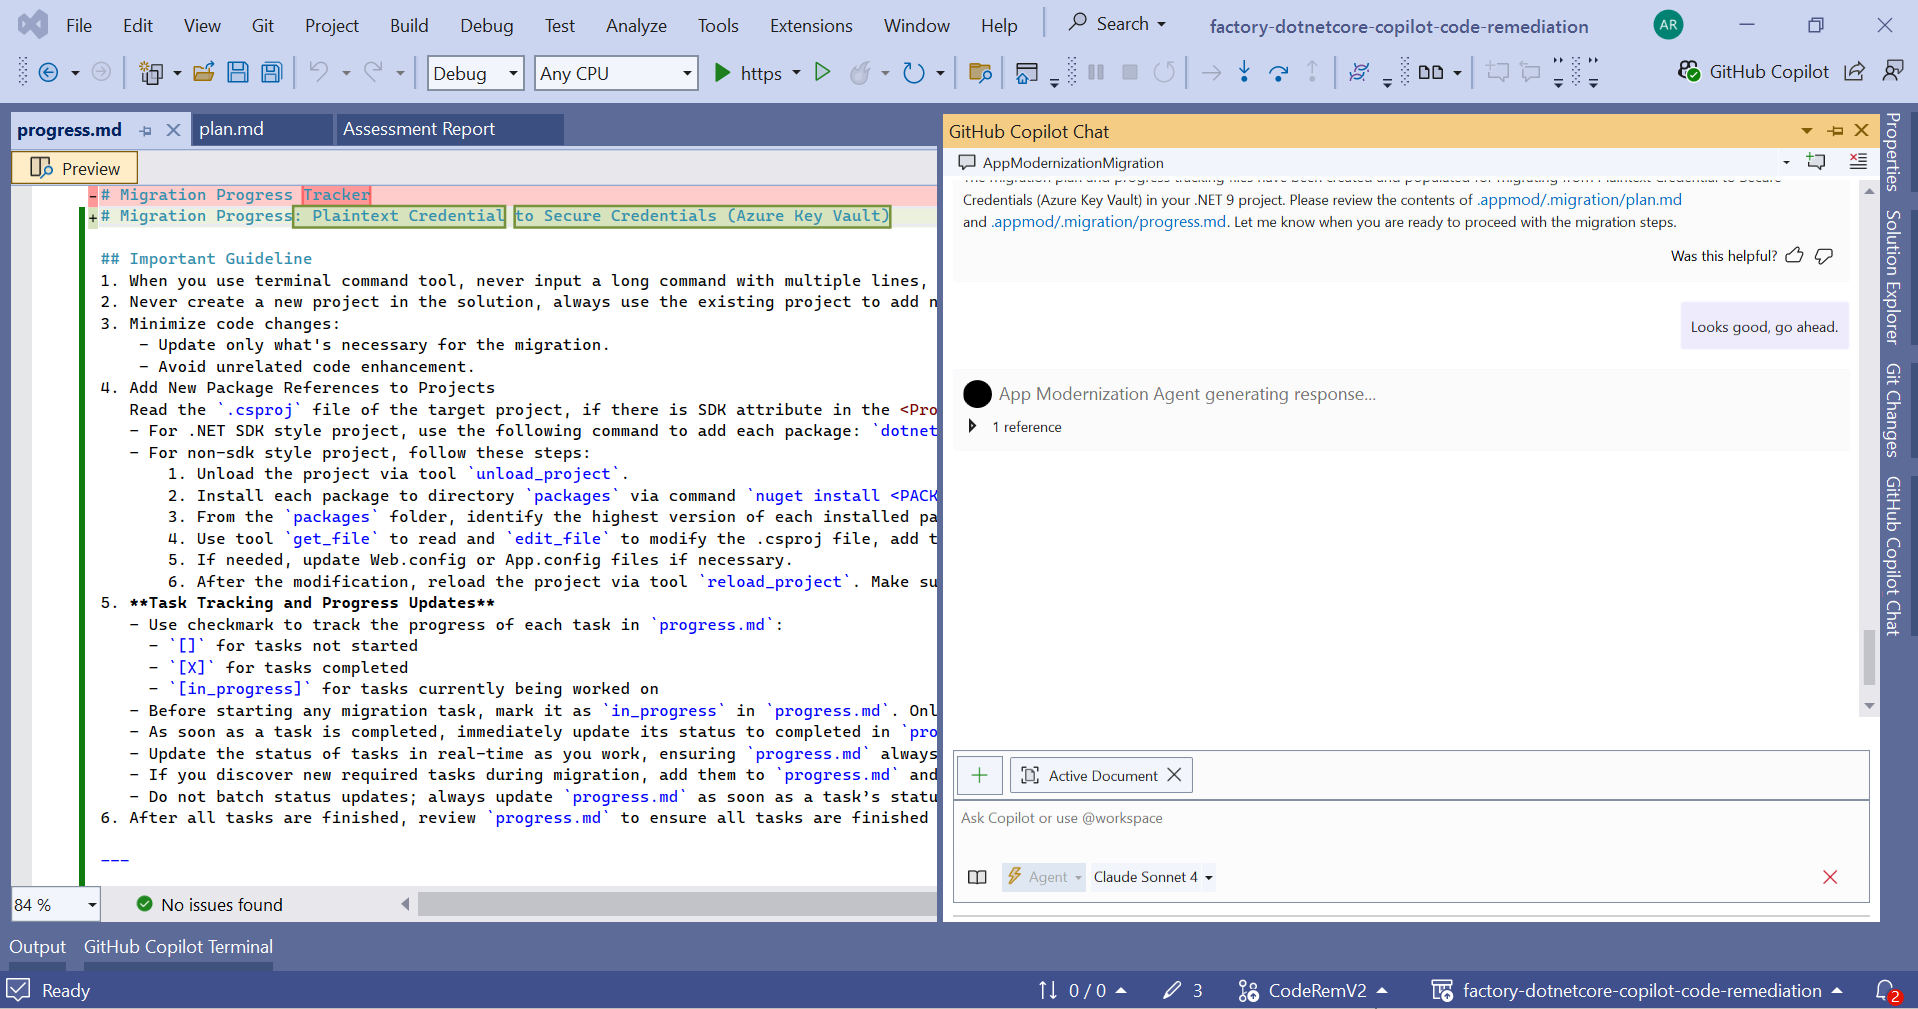 File Edit View Git Project Build Debug Test Analyze Tools Extensions Window Help Search factory-dotnetcore-copilot-code-remediation AR
Debug Any CPU https GitHub Copilot
progress.md plan.md Assessment Report
Preview
# Migration Progress Tracker
# Migration Progress: Plaintext Credential to Secure Credentials (Azure Key Vault)
## Important Guideline
1. When you use terminal command tool, never input a long command with multiple lines,
2. Never create a new project in the solution, always use the existing project to add n
3. Minimize code changes:
- Update only what's necessary for the migration.
- Avoid unrelated code enhancement.
4. Add New Package References to Projects
Read the `.csproj` file of the target project, if there is SDK attribute in the <Pro
- For .NET SDK style project, use the following command to add each package: `dotnet
- For non-sdk style project, follow these steps:
1. Unload the project via tool `unload_project`.
2. Install each package to directory `packages` via command `nuget install <PACK
3. From the `packages` folder, identify the highest version of each installed pa
4. Use tool `get_file` to read and `edit_file` to modify the .csproj file, add t
5. If needed, update Web.config or App.config files if necessary.
6. After the modification, reload the project via tool `reload_project`. Make su
5. **Task Tracking and Progress Updates**
- Use checkmark to track the progress of each task in `progress.md`:
- `[]` for tasks not started
- `[X]` for tasks completed
- `[in_progress]` for tasks currently being worked on
- Before starting any migration task, mark it as `in_progress` in `progress.md`. Onl
- As soon as a task is completed, immediately update its status to completed in `pro
- Update the status of tasks in real-time as you work, ensuring `progress.md` always
- If you discover new required tasks during migration, add them to `progress.md` and
- Do not batch status updates; always update `progress.md` as soon as a task's statu
6. After all tasks are finished, review `progress.md` to ensure all tasks are finished
---
84 % No issues found
GitHub Copilot Chat
AppModernizationMigration
The migration plan and progress tracking files have been created and populated for migrating from Plaintext Credential to Secure
Credentials (Azure Key Vault) in your .NET 9 project. Please review the contents of .appmod/.migration/plan.md
and .appmod/.migration/progress.md. Let me know when you are ready to proceed with the migration steps.
Was this helpful?
Looks good, go ahead.
App Modernization Agent generating response...
1 reference
Active Document
Ask Copilot or use @workspace
Agent Claude Sonnet 4
Properties
Solution Explorer
Git Changes
GitHub Copilot Chat
Output GitHub Copilot Terminal
Ready 0 / 0 3 CodeRemV2 factory-dotnetcore-copilot-code-remediation 2